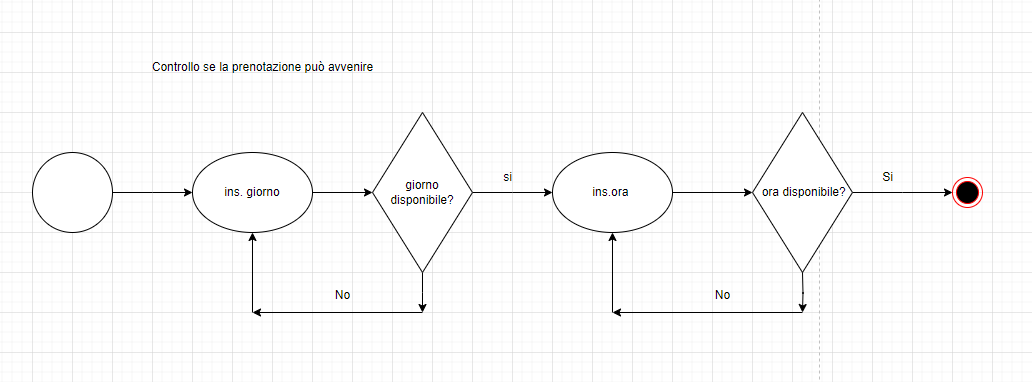 Controllo se la prenotazione può avvenire
ins. giorno
giorno
disponibile?
si
ins.ora
ora disponibile?
Si
No
No